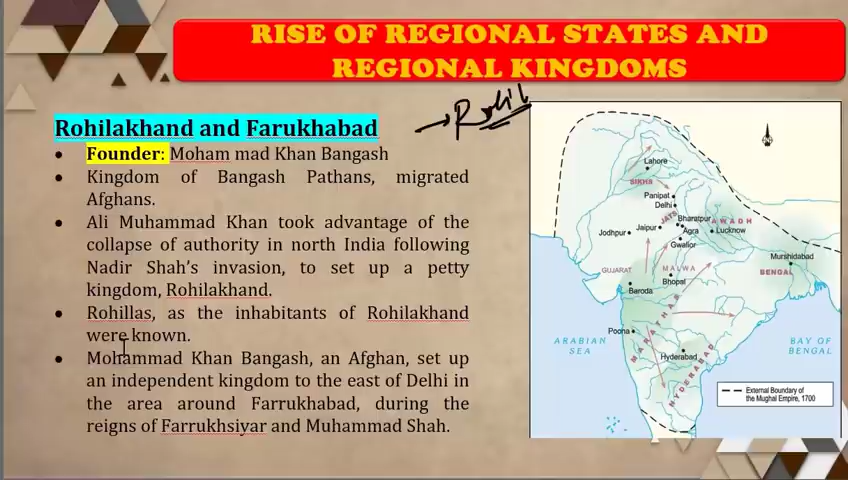 RISE OF REGIONAL STATES AND
REGIONAL KINGDOMS
Rohilakhand and Farukhabad
→ Rohil
• Founder: Moham mad Khan Bangash
• Kingdom of Bangash Pathans, migrated
Afghans.
• Ali Muhammad Khan took advantage of the
collapse of authority in north India following
Nadir Shah's invasion, to set up a petty
kingdom, Rohilakhand.
• Rohillas, as the inhabitants of Rohilakhand
were known.
• Mohammad Khan Bangash, an Afghan, set up
an independent kingdom to the east of Delhi in
the area around Farrukhabad, during the
reigns of Farrukhsiyar and Muhammad Shah.
N
Lahore
SIKHS
Panipat
Delhi
JATS
Bharatpur
AWADH
Jodhpur
Jaipur
Agra
Lucknow
Gwalior
Murshidabad
GUJARAT
MALWA
BENGAL
Bhopal
Baroda
MARATHAS
Poona
ARABIAN
SEA
BAY OF
BENGAL
Hyderabad
HYDERABAD
External Boundary of
the Mughal Empire, 1700